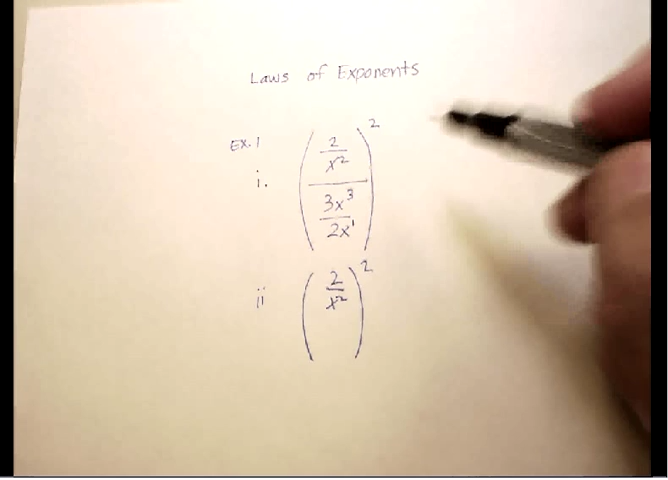 Laws of Exponents
Ex. 1
i. ( (2/x²) / (3x³/2x¹) )²
ii ( 2/x² )²